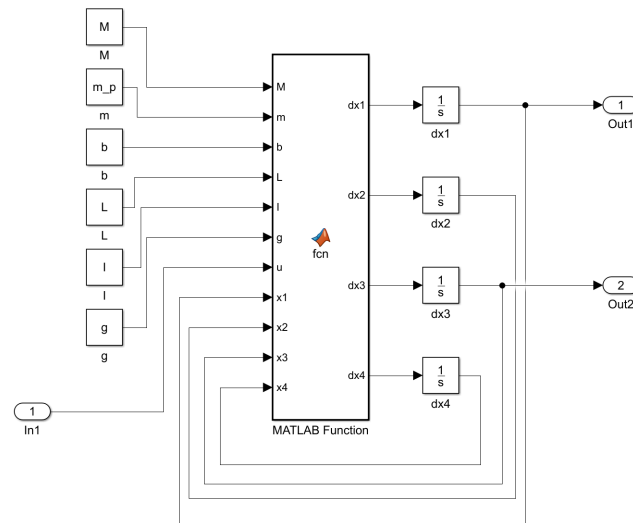 M
M
m_p
m
b
b
L
L
I
I
g
g
1
In1
M
m
b
L
I
g
u
x1
x2
x3
x4
fcn
dx1
dx2
dx3
dx4
MATLAB Function
1
s
dx1
1
s
dx2
1
s
dx3
1
s
dx4
1
Out1
2
Out2